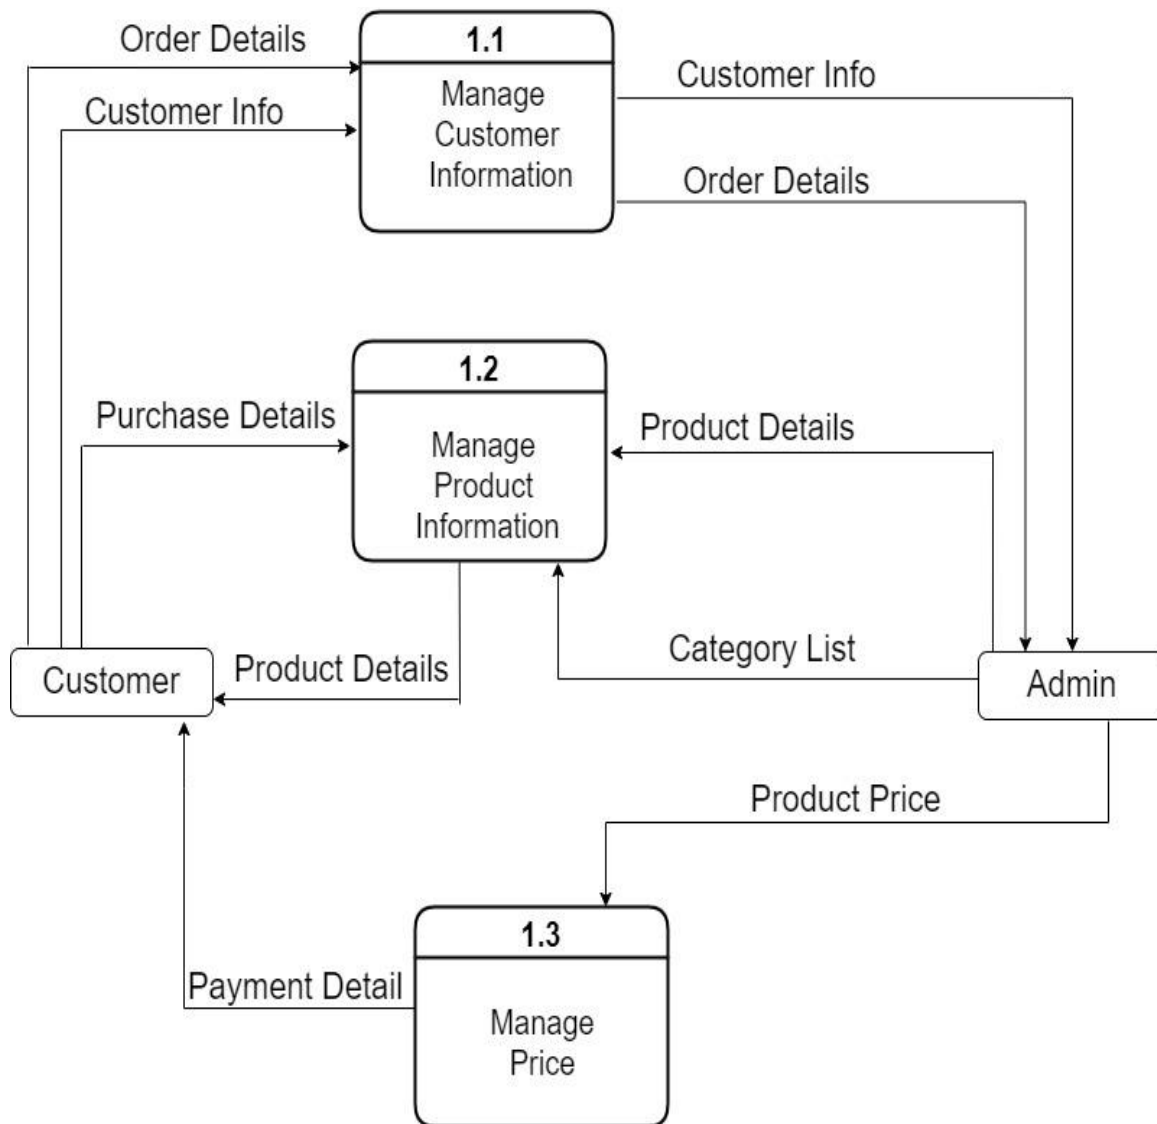 Order Details
1.1
Customer Info
Customer Info
Manage
Customer
Information
Order Details
1.2
Purchase Details
Product Details
Manage
Product
Information
Category List
Product Details
Customer
Admin
Product Price
1.3
Payment Detail
Manage
Price